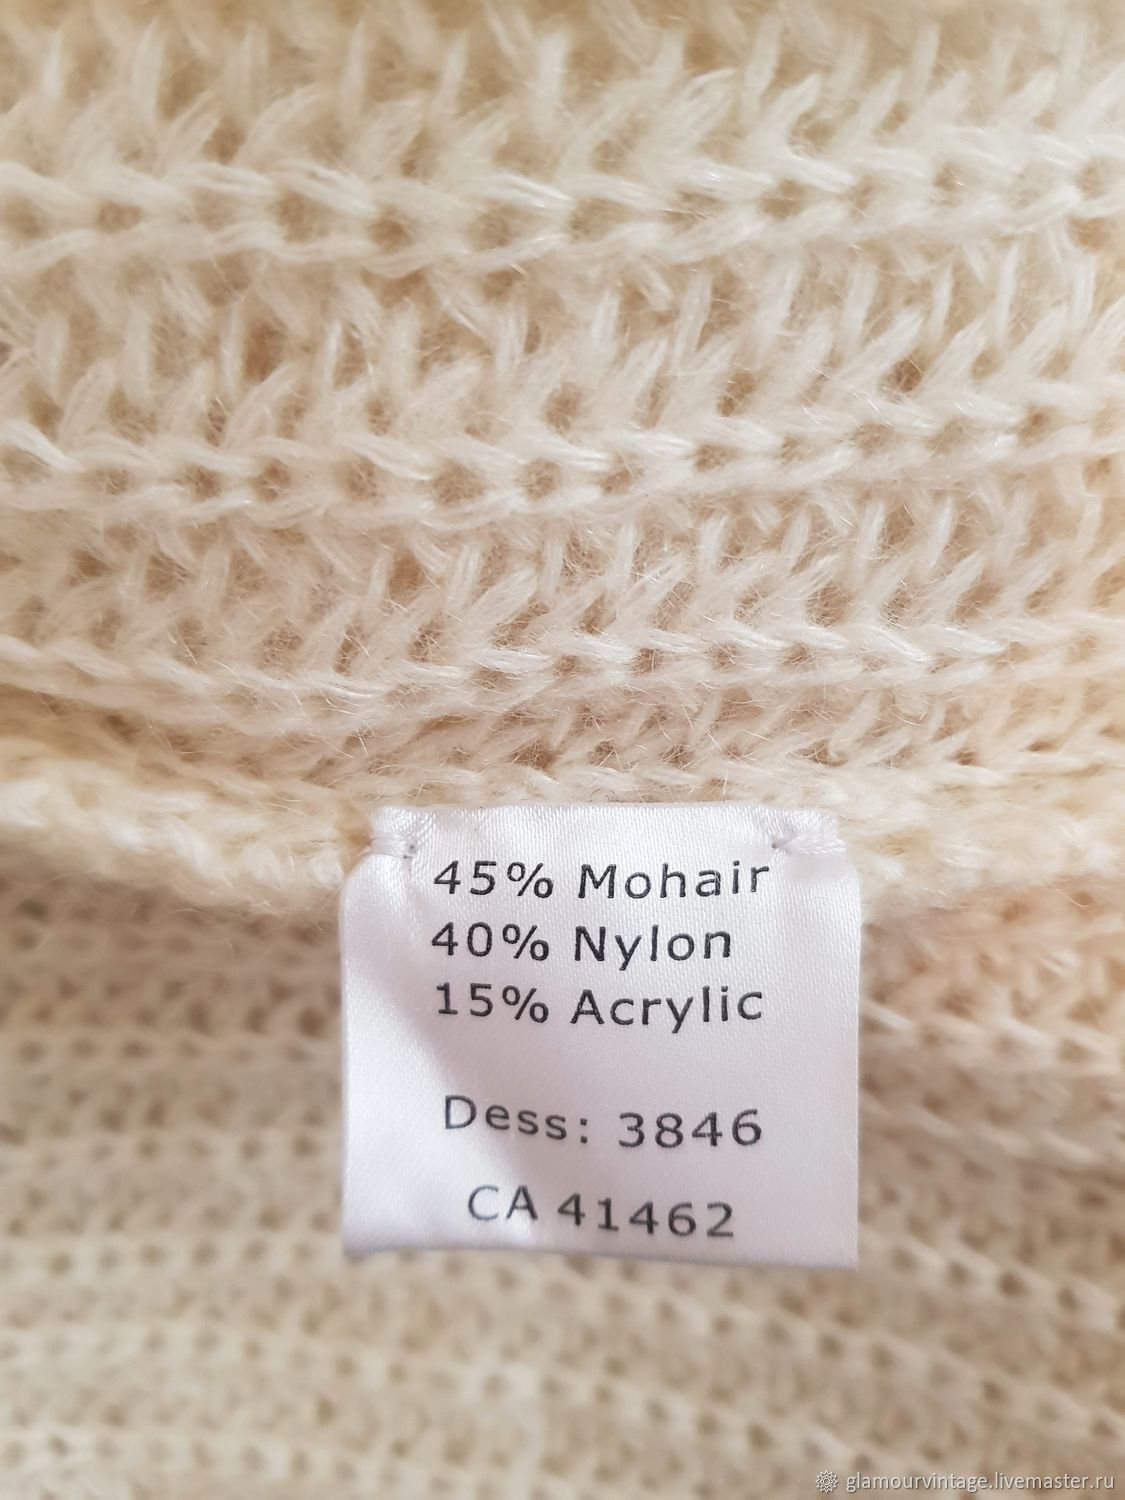 45% Mohair
40% Nylon
15% Acrylic
Dess: 3846
CA 41462
glamourvintage.livemaster.ru